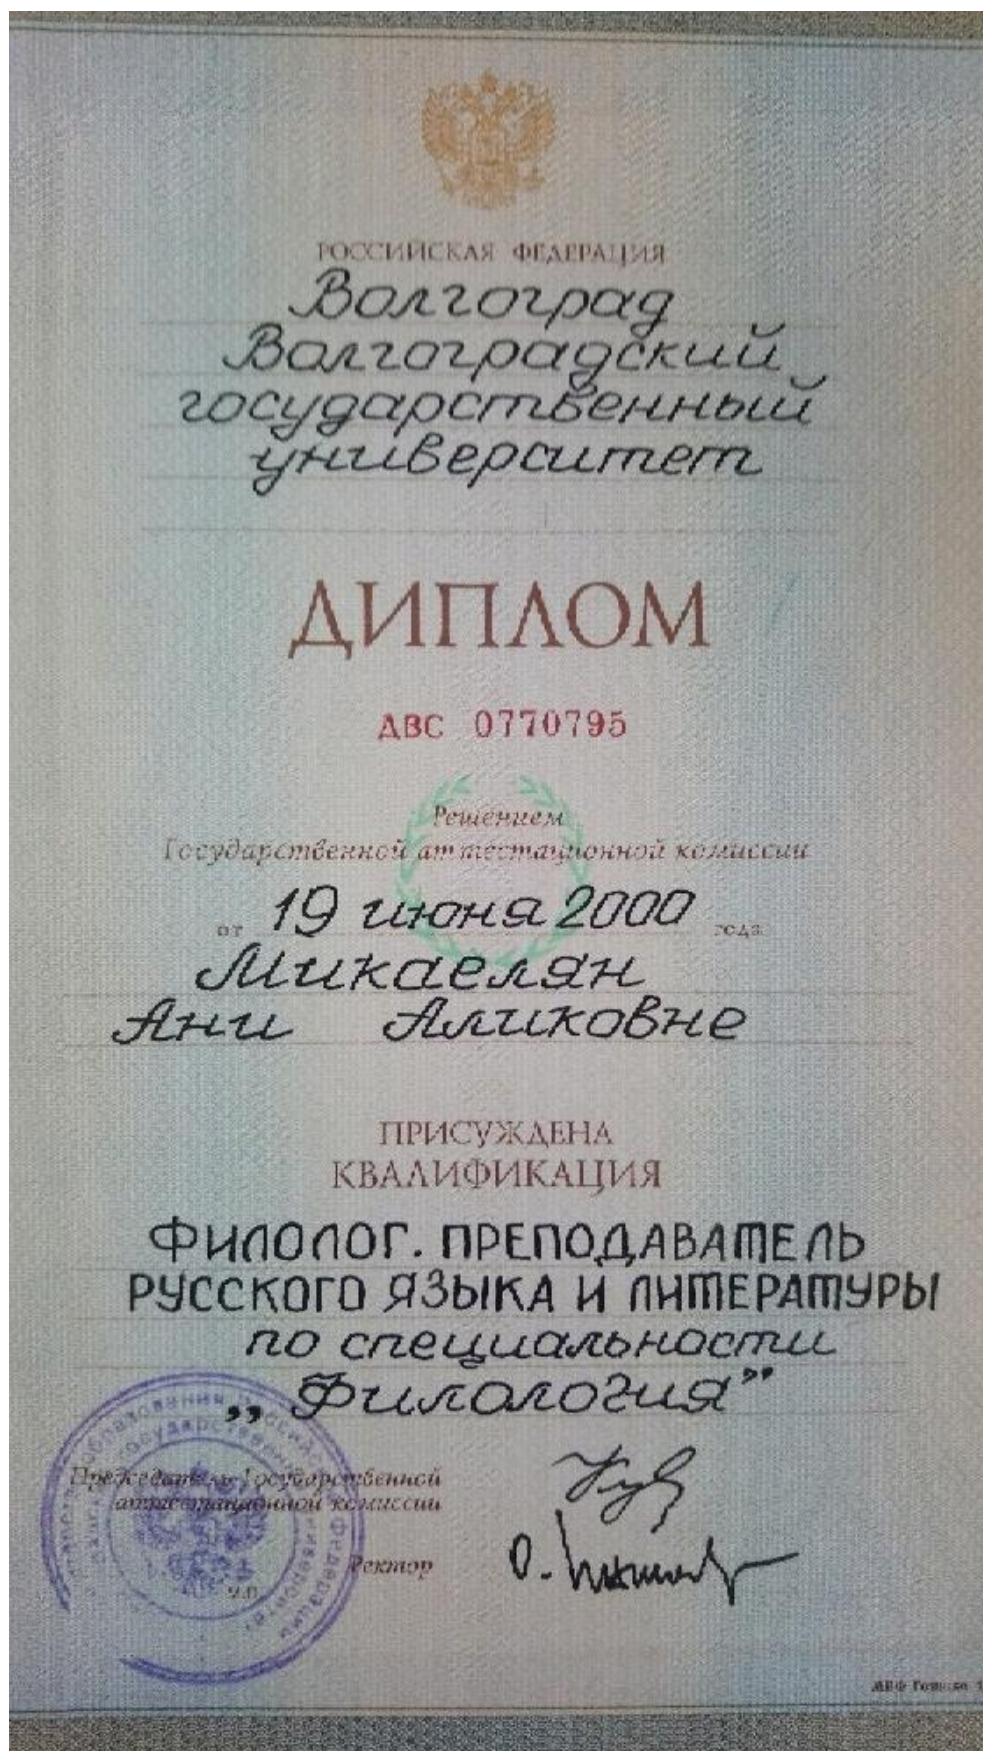 РОССИЙСКАЯ ФЕДЕРАЦИЯ
Волгоград
Волгоградский
государственный
университет
ДИПЛОМ
АВС 0770795
Решением
Государственной аттестационной комиссии
от 19 июня 2000 года
Микаелян
Ани Аликовне
ПРИСУЖДЕНА
КВАЛИФИКАЦИЯ
ФИЛОЛОГ. ПРЕПОДАВАТЕЛЬ
РУССКОГО ЯЗЫКА И ЛИТЕРАТУРЫ
по специальности
„Филология”
Председатель Государственной
аттестационной комиссии
Ректор